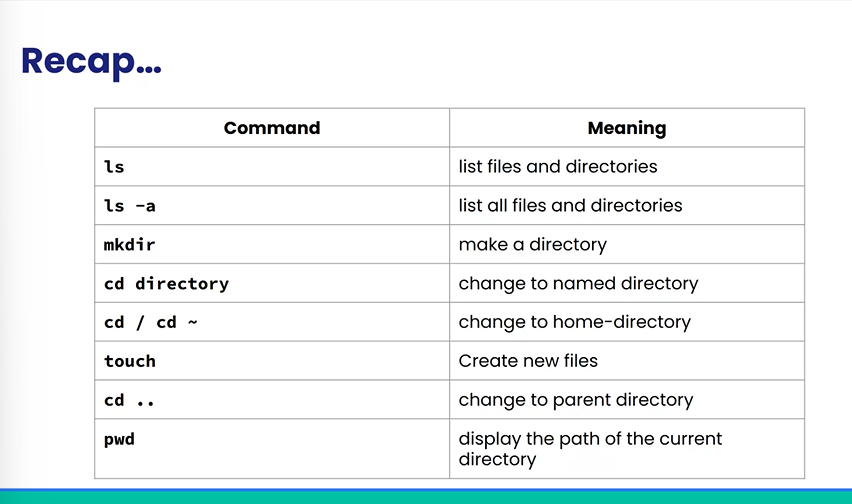 Recap...
Command Meaning
ls list files and directories
ls -a list all files and directories
mkdir make a directory
cd directory change to named directory
cd / cd ~ change to home-directory
touch Create new files
cd .. change to parent directory
pwd display the path of the current
directory